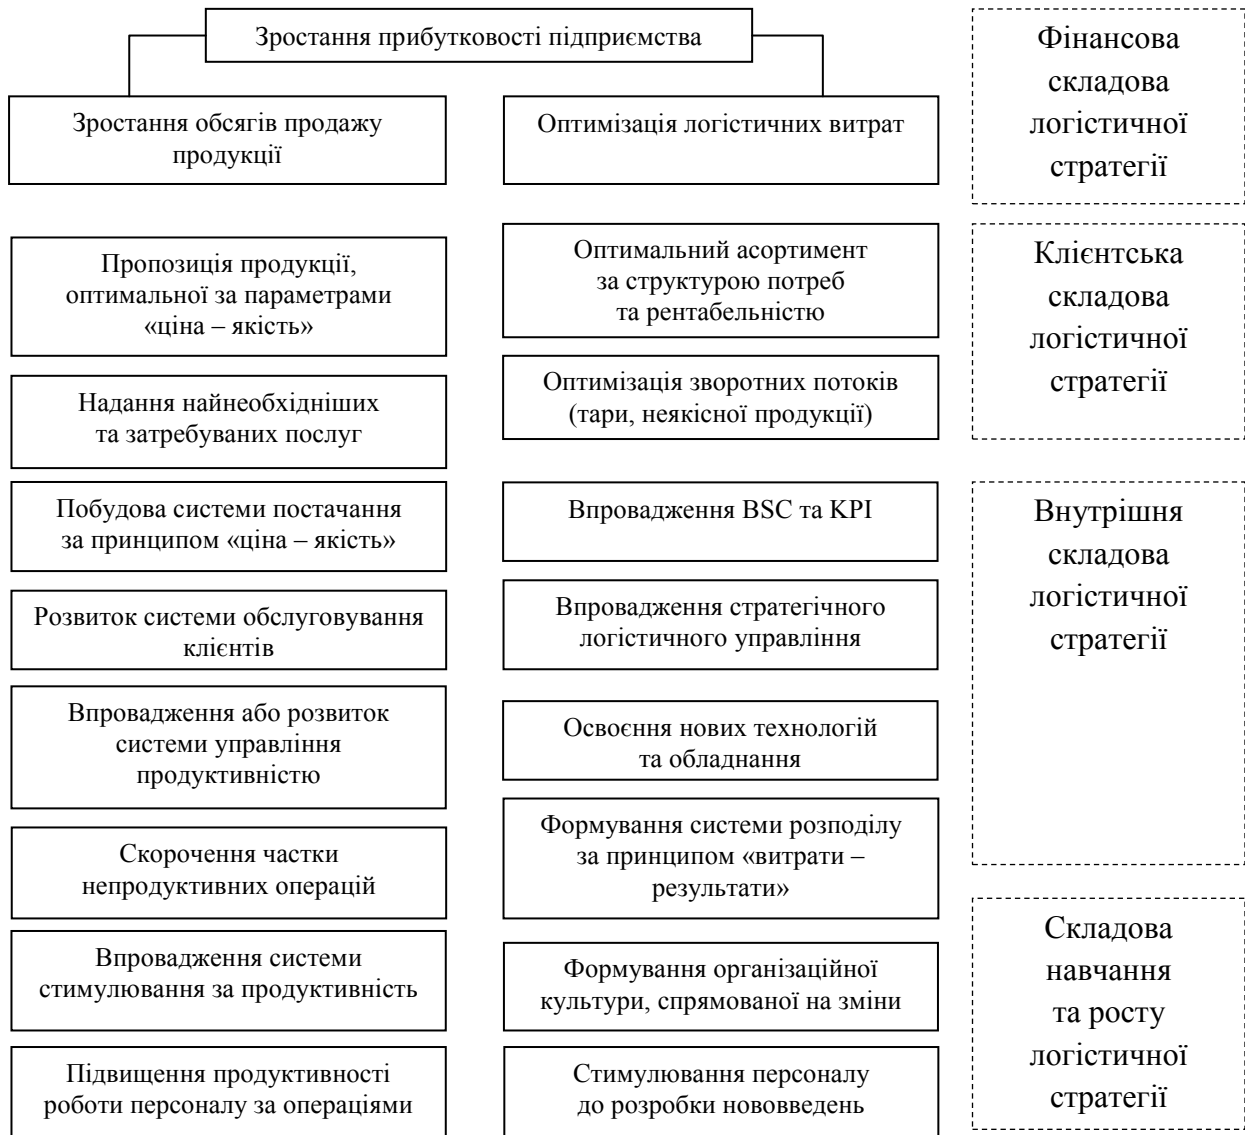 Зростання прибутковості підприємства
Фінансова
складова
логістичної
стратегії
Зростання обсягів продажу
продукції
Оптимізація логістичних витрат
Пропозиція продукції,
оптимальної за параметрами
«ціна – якість»
Оптимальний асортимент
за структурою потреб
та рентабельністю
Клієнтська
складова
логістичної
стратегії
Надання найнеобхідніших
та затребуваних послуг
Оптимізація зворотних потоків
(тари, неякісної продукції)
Побудова системи постачання
за принципом «ціна – якість»
Впровадження BSC та KPI
Внутрішня
складова
логістичної
стратегії
Розвиток системи обслуговування
клієнтів
Впровадження стратегічного
логістичного управління
Впровадження або розвиток
системи управління
продуктивністю
Освоєння нових технологій
та обладнання
Скорочення частки
непродуктивних операцій
Формування системи розподілу
за принципом «витрати –
результати»
Впровадження системи
стимулювання за продуктивність
Формування організаційної
культури, спрямованої на зміни
Складова
навчання
та росту
логістичної
стратегії
Підвищення продуктивності
роботи персоналу за операціями
Стимулювання персоналу
до розробки нововведень